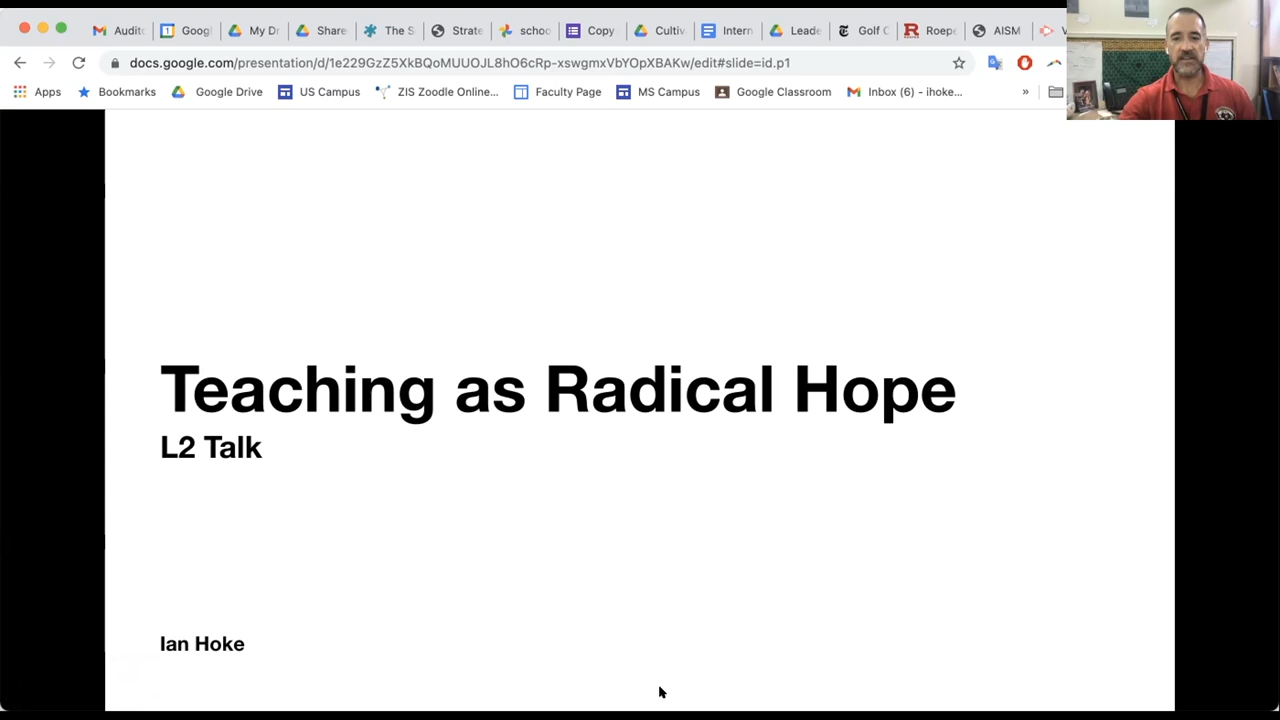 Audit Googl My Dr Share The S Strate schoo Copy Cultiv Intern Leade Golf C Roepe AISM
docs.google.com/presentation/d/1e229GzZ5XkBQoMUUOJL8hO6cRp-xswgmxVbYOpXBAKw/edit#slide=id.p1
Apps Bookmarks Google Drive US Campus ZIS Zoodle Online... Faculty Page MS Campus Google Classroom Inbox (6) - ihoke... »
Teaching as Radical Hope
L2 Talk
Ian Hoke